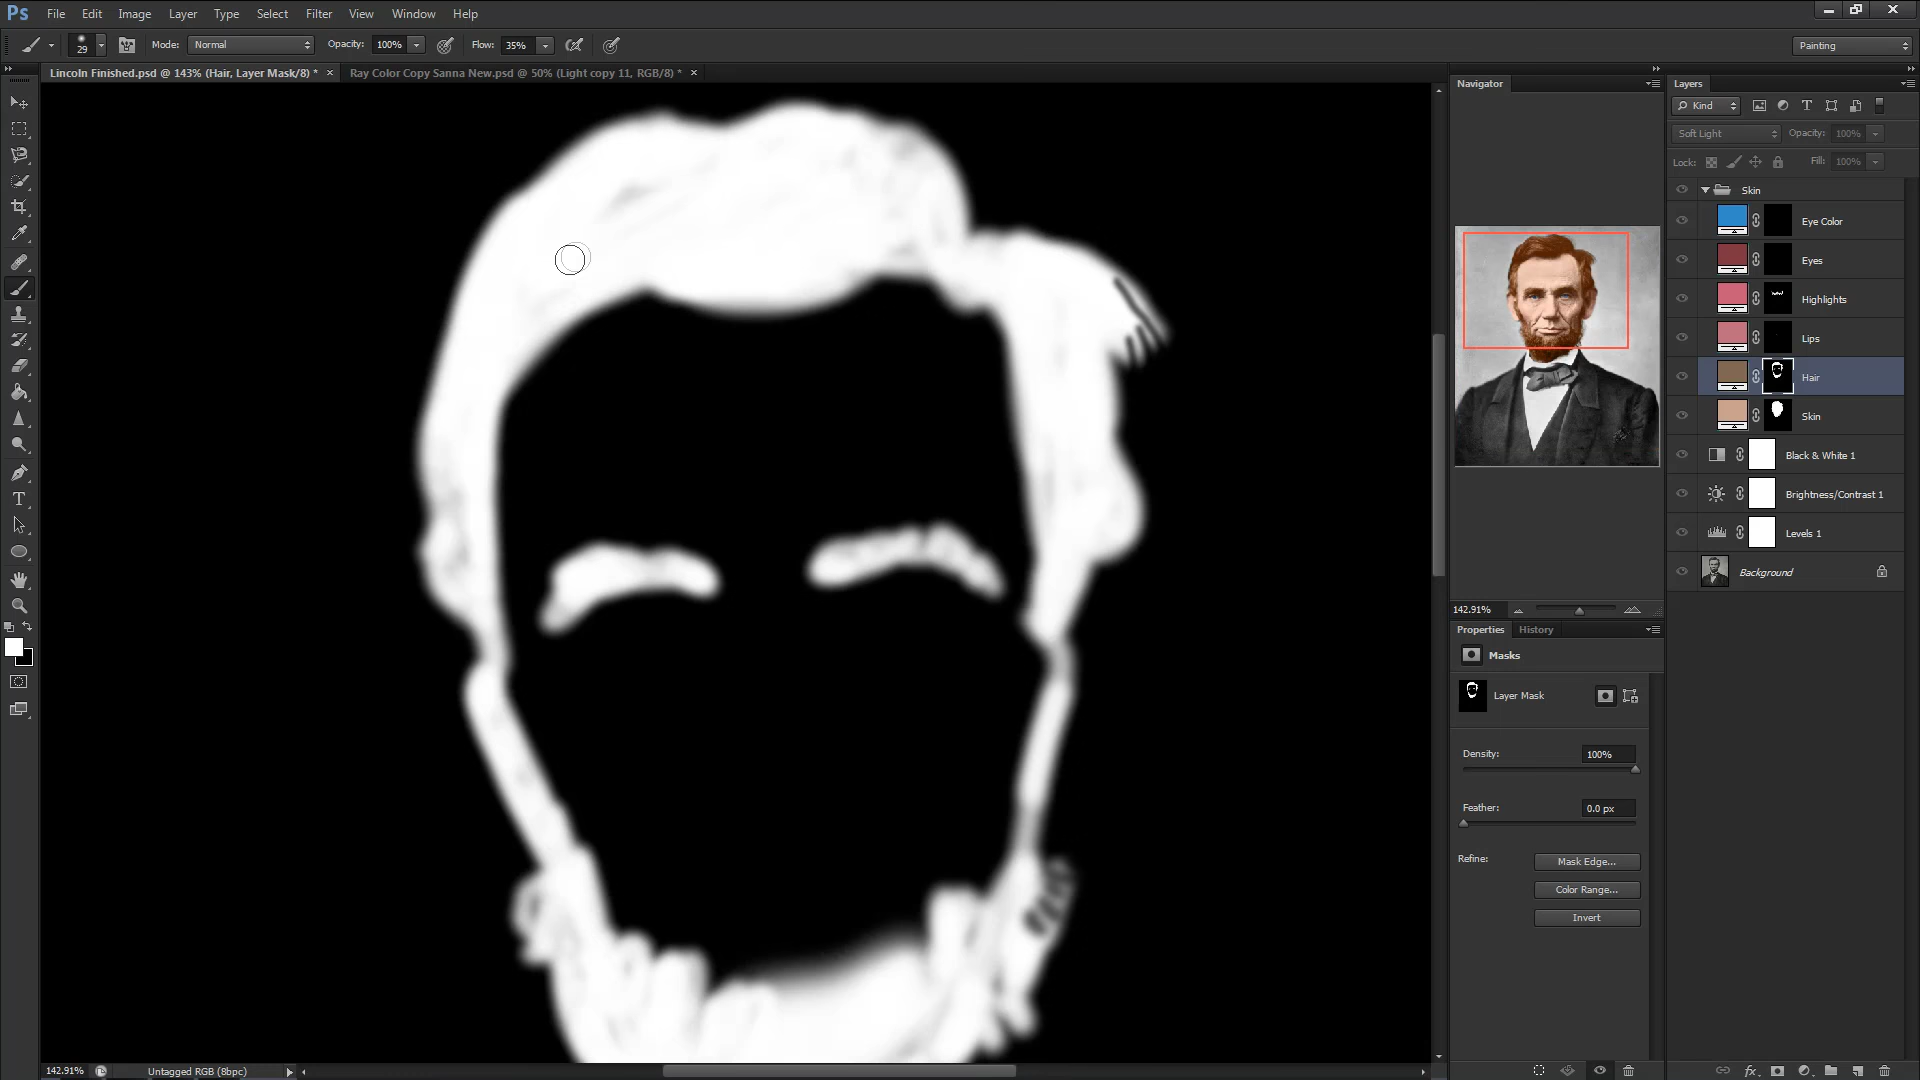 Ps File Edit Image Layer Type Select Filter View Window Help
29 Mode: Normal Opacity: 100% Flow: 35% Painting
Lincoln Finished.psd @ 143% (Hair, Layer Mask/8) * × Ray Color Copy Sanna New.psd @ 50% (Light copy 11, RGB/8) * ×
Navigator
142.91%
Properties History
Masks
Layer Mask
Density: 100%
Feather: 0.0 px
Refine: Mask Edge...
Color Range...
Invert
Layers
Kind
Soft Light Opacity: 100%
Lock: Fill: 100%
Skin
Eye Color
Eyes
Highlights
Lips
Hair
Skin
Black & White 1
Brightness/Contrast 1
Levels 1
Background
fx
142.91% Untagged RGB (8bpc)